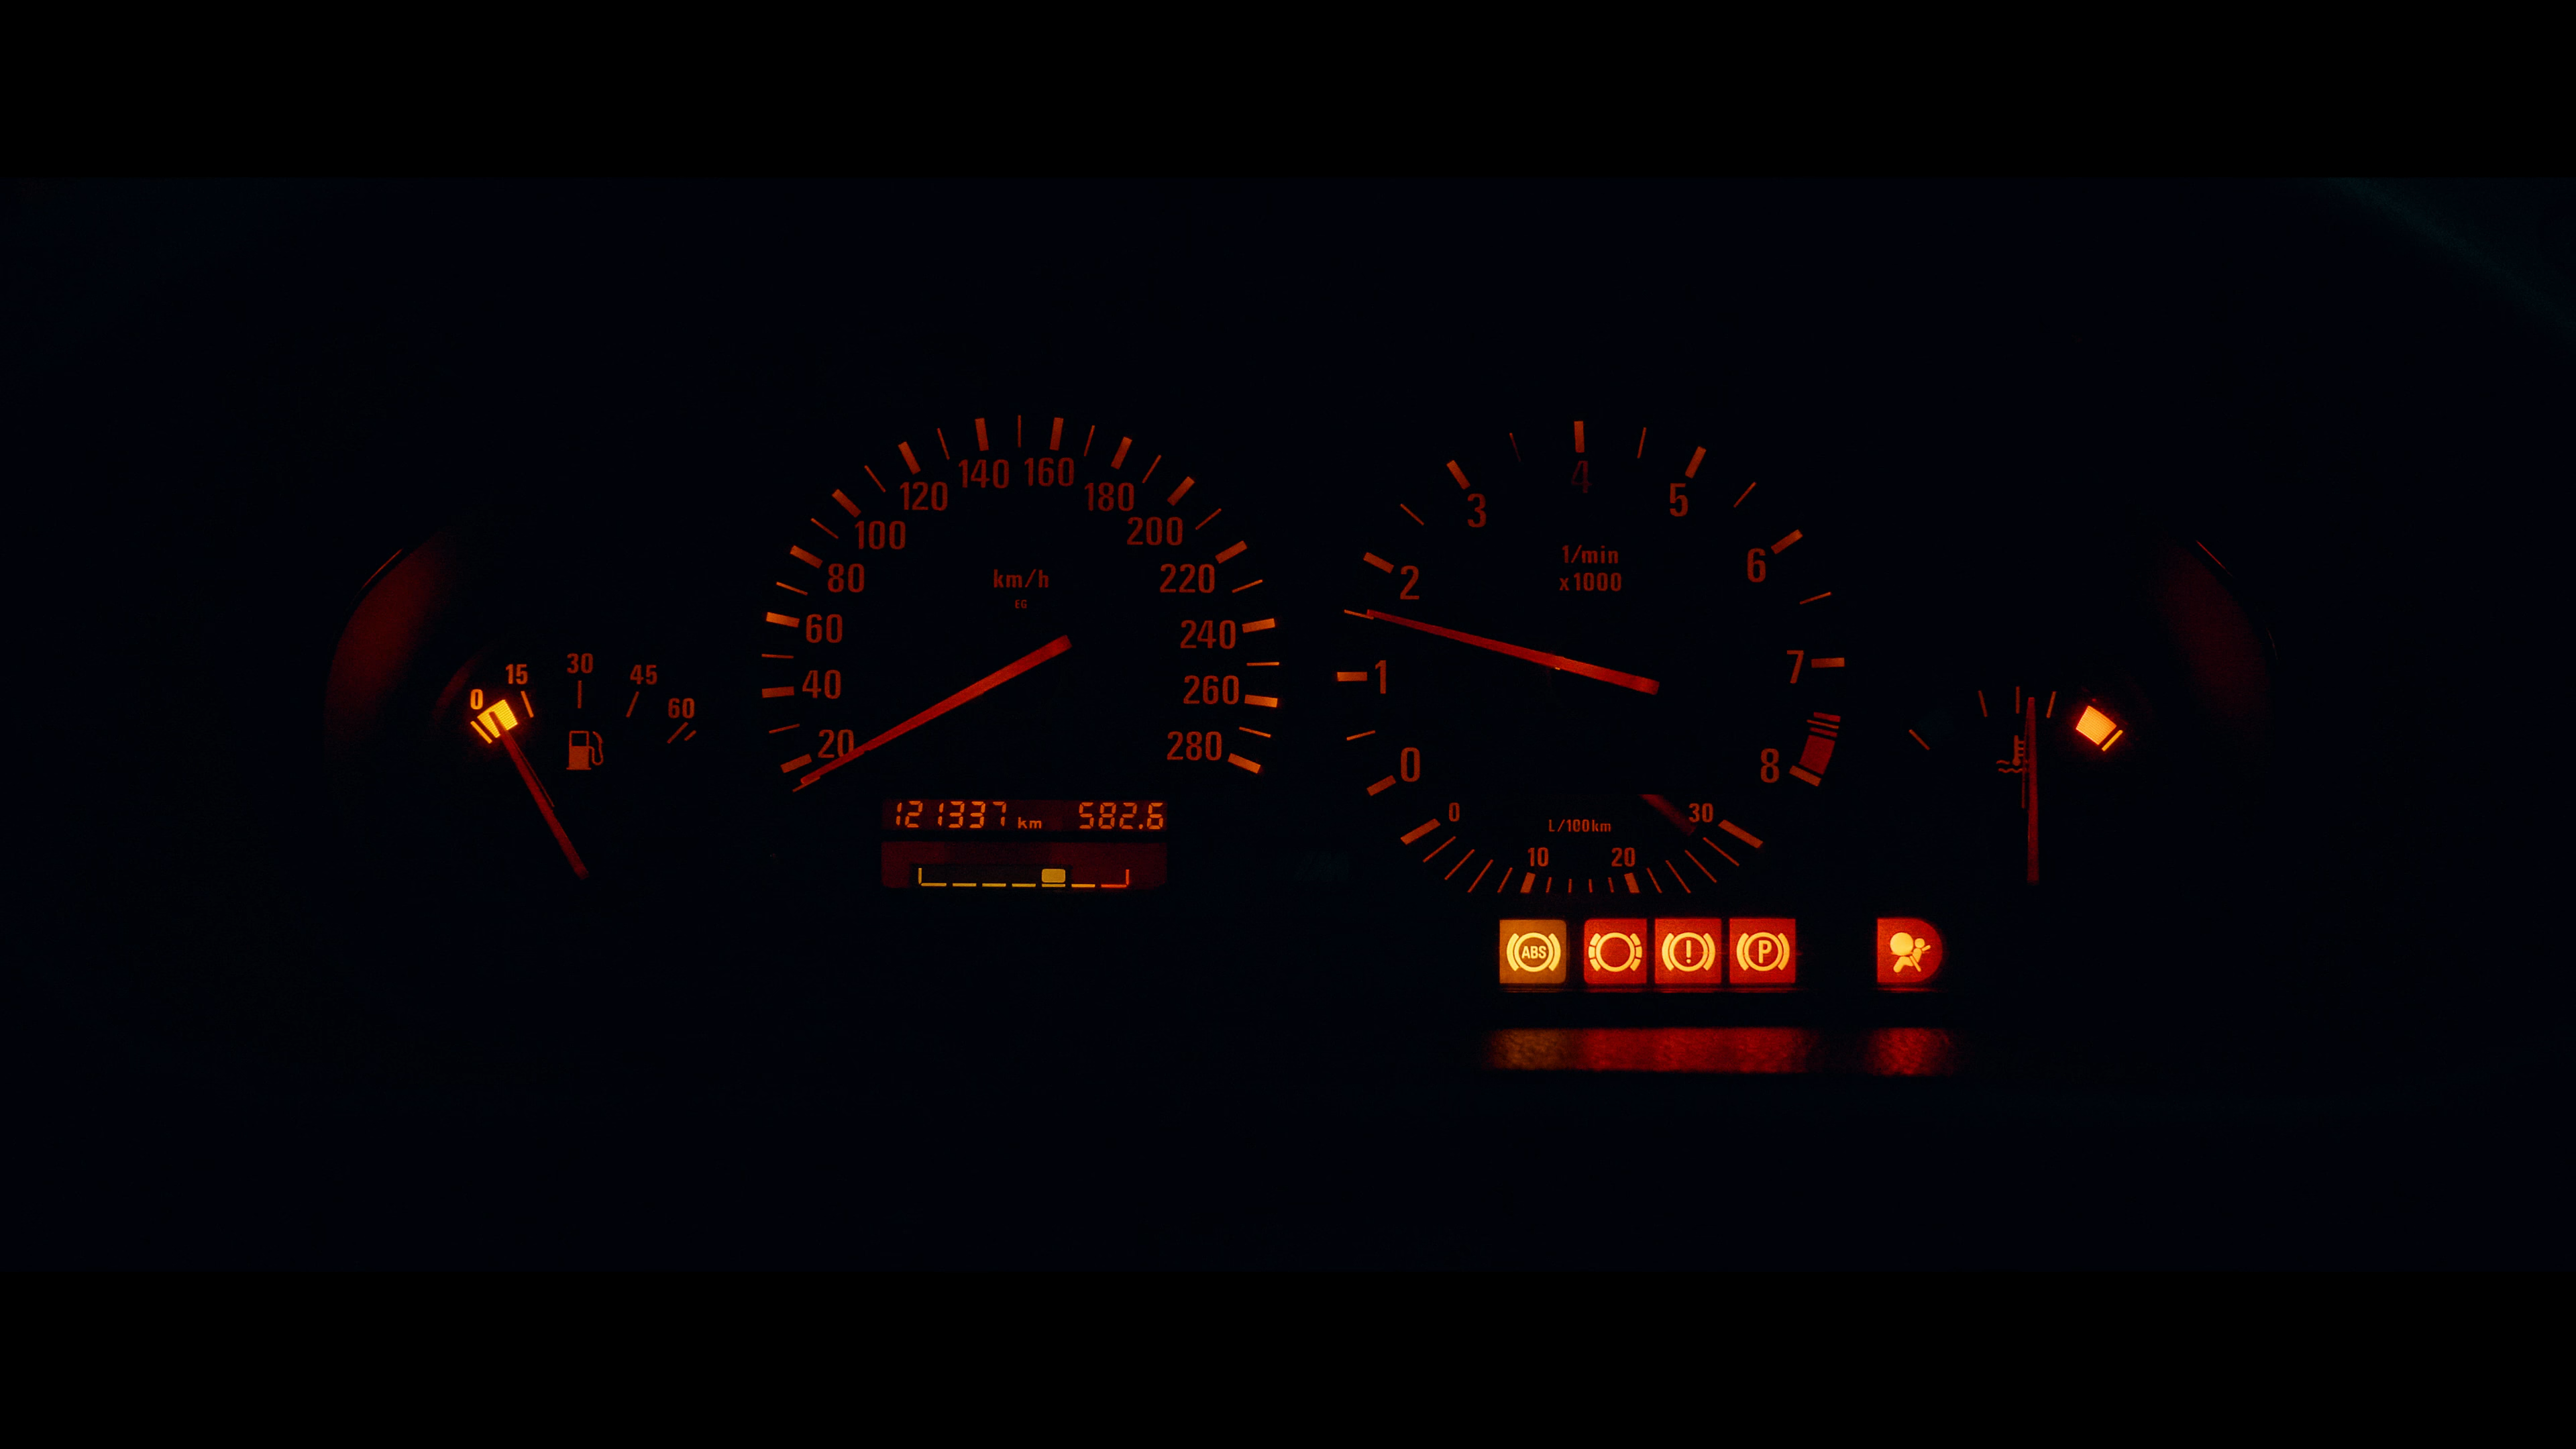 0 15 30 45 60
20 40 60 80 100 120 140 160 180 200 220 240 260 280
km/h
EG
121337 km 582.6
0 1 2 3 4 5 6 7 8
1/min
x1000
0 10 20 30
L/100km
ABS
!
P